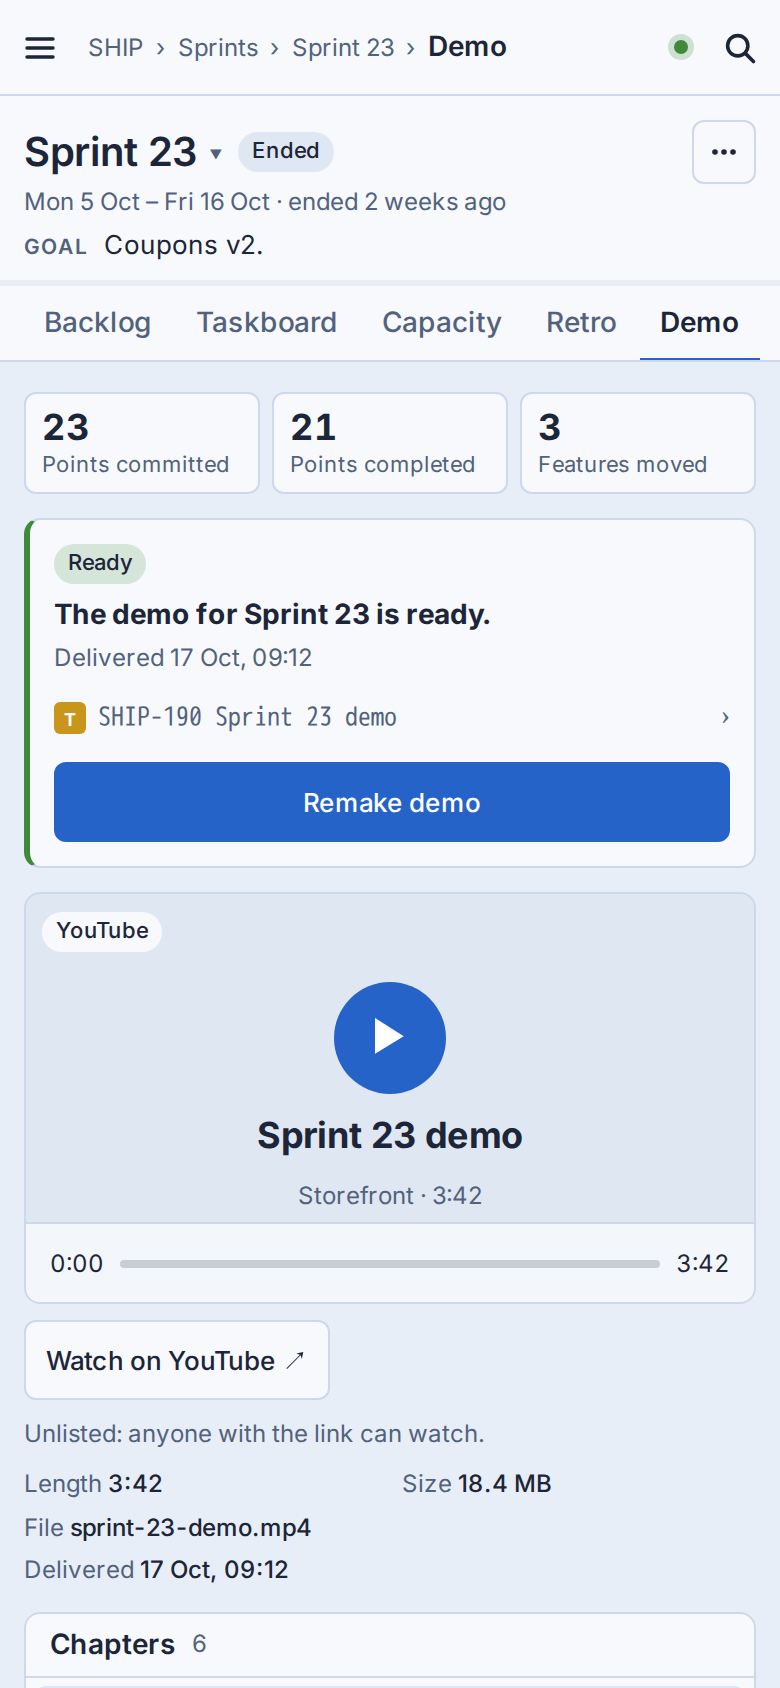 SHIP › Sprints › Sprint 23 › Demo
Sprint 23 ▾ Ended
Mon 5 Oct – Fri 16 Oct · ended 2 weeks ago
GOAL Coupons v2.
Backlog Taskboard Capacity Retro Demo
23 21 3
Points committed Points completed Features moved
Ready
The demo for Sprint 23 is ready.
Delivered 17 Oct, 09:12
T SHIP-190 Sprint 23 demo ›
Remake demo
YouTube
Sprint 23 demo
Storefront · 3:42
0:00 3:42
Watch on YouTube ↗
Unlisted: anyone with the link can watch.
Length 3:42 Size 18.4 MB
File sprint-23-demo.mp4
Delivered 17 Oct, 09:12
Chapters 6